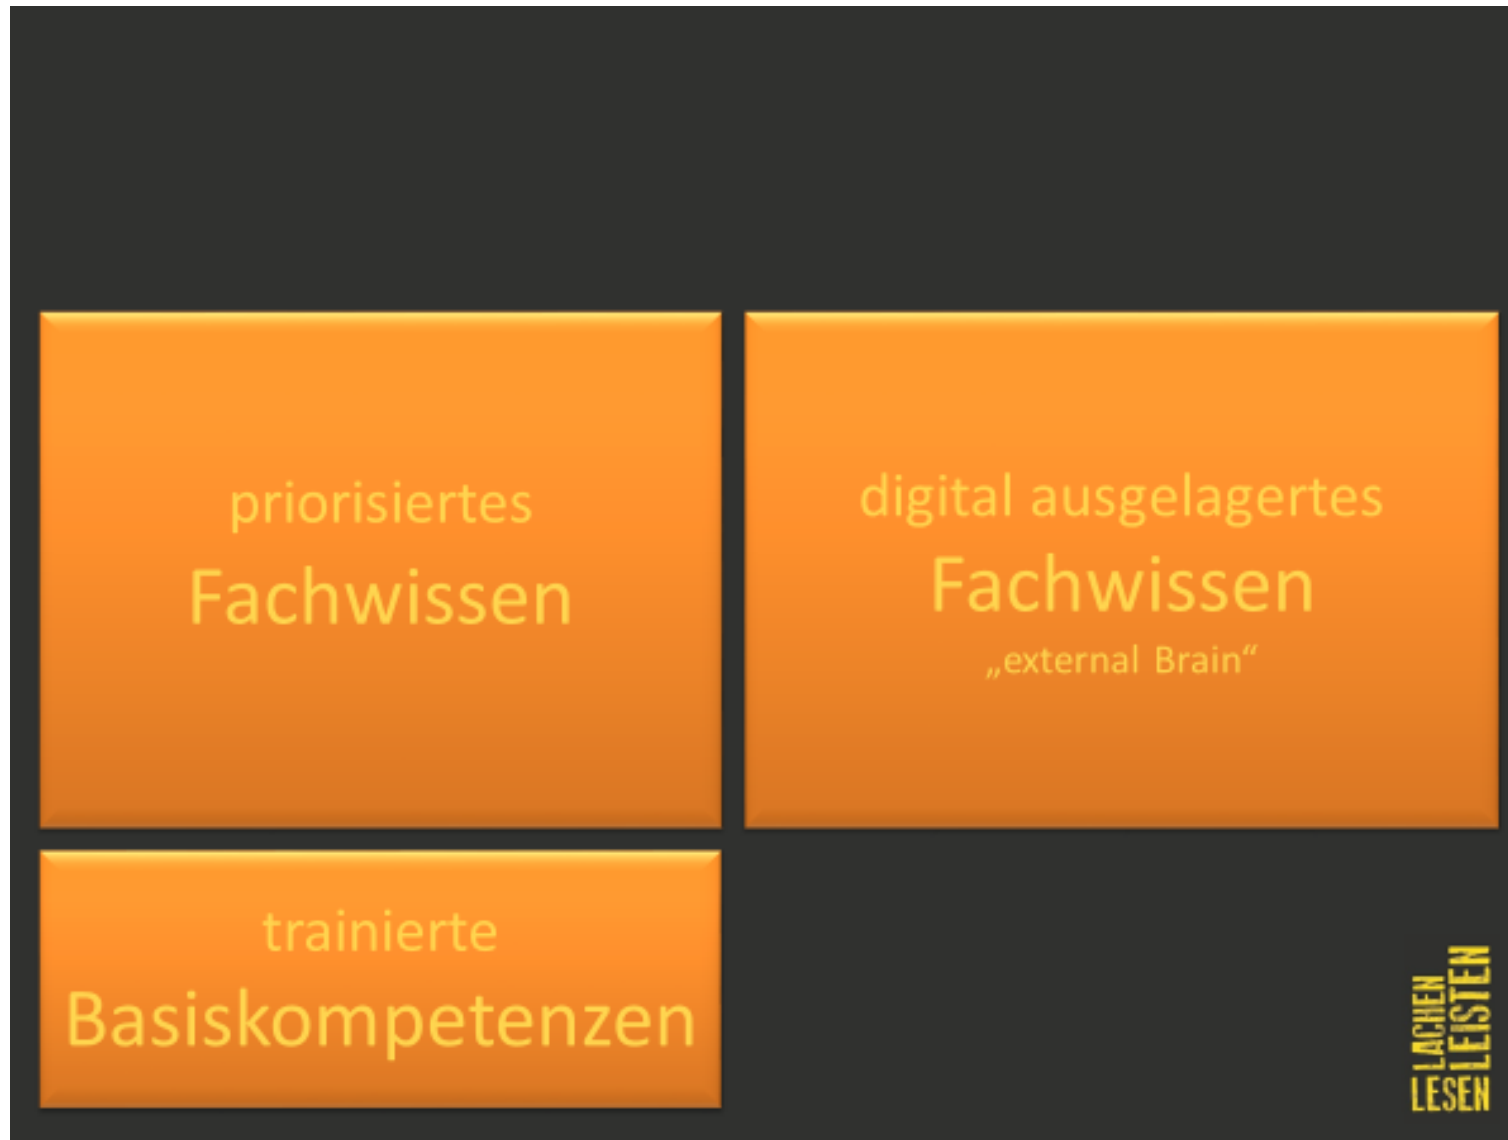 priorisiertes
Fachwissen
digital ausgelagertes
Fachwissen
„external Brain“
trainierte
Basiskompetenzen
LACHEN
LEISTEN
LESEN